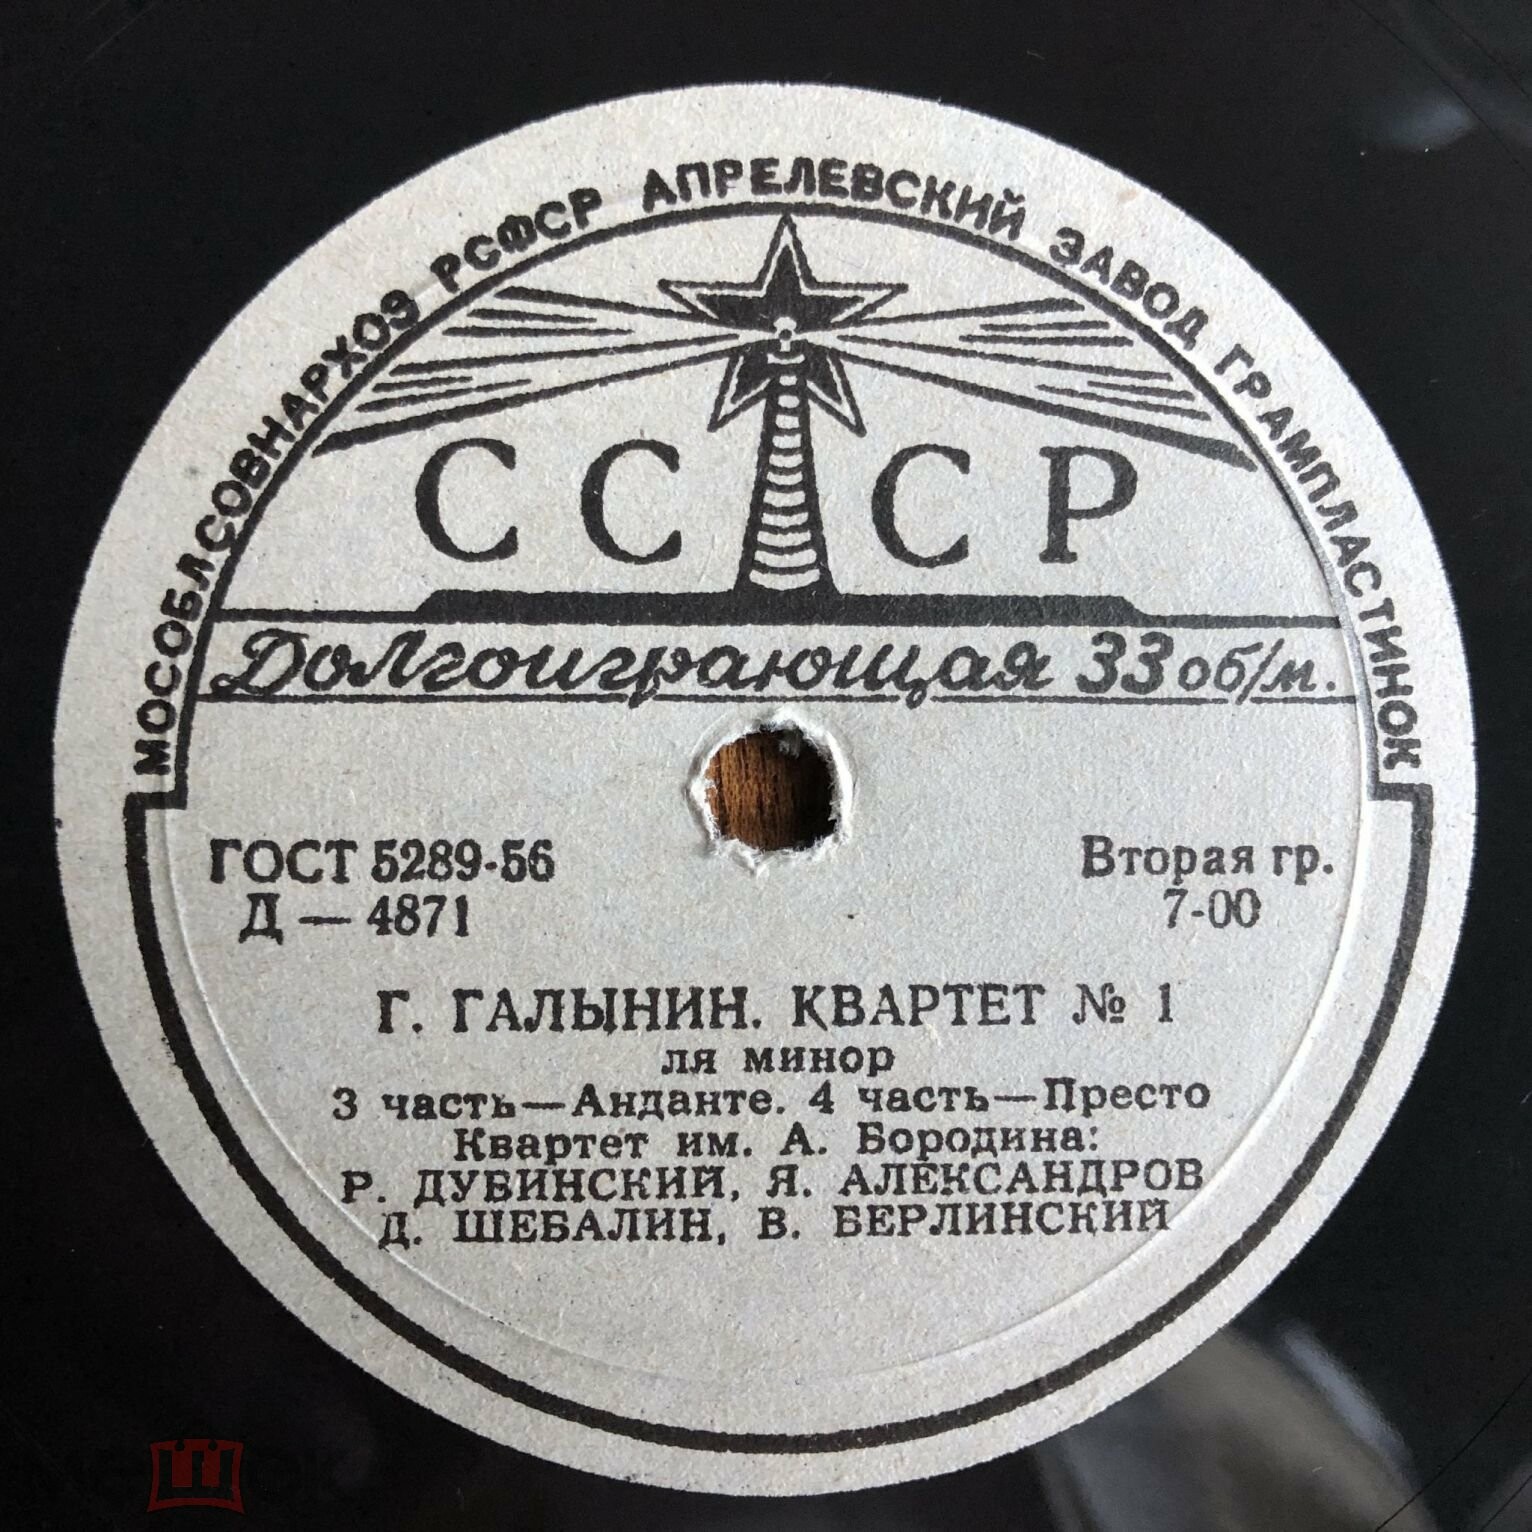 МОСОБЛСОВНАРХОЗ РСФСР АПРЕЛЕВСКИЙ ЗАВОД ГРАМПЛАСТИНОК
СССР
Долгоиграющая 33 об/м.
ГОСТ 5289-56
Вторая гр.
Д — 4871
7-00
Г. ГАЛЫНИН. КВАРТЕТ № 1
ля минор
3 часть—Анданте. 4 часть—Престо
Квартет им. А. Бородина:
Р. ДУБИНСКИЙ, Я. АЛЕКСАНДРОВ
Д. ШЕБАЛИН, В. БЕРЛИНСКИЙ